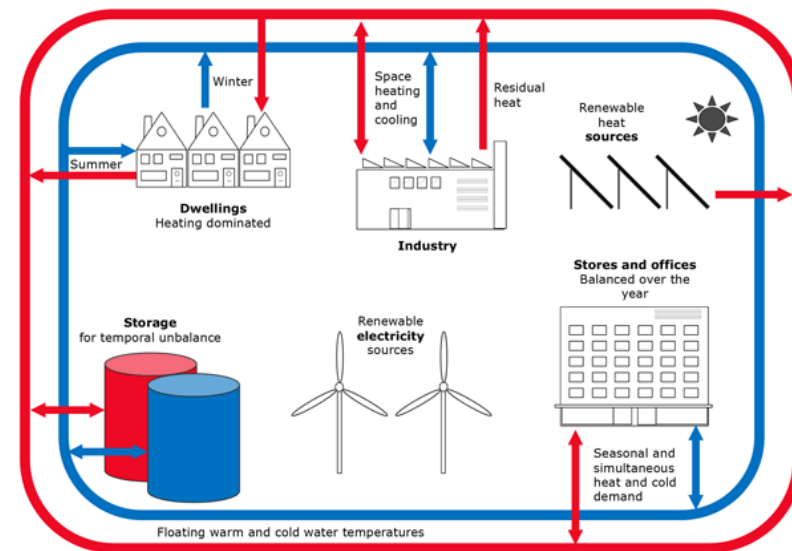 Winter
Summer
Dwellings
Heating dominated
Space
heating
and
cooling
Residual
heat
Industry
Renewable
heat
sources
Stores and offices
Balanced over the
year
Storage
for temporal unbalance
Renewable
electricity
sources
Seasonal and
simultaneous
heat and cold
demand
Floating warm and cold water temperatures